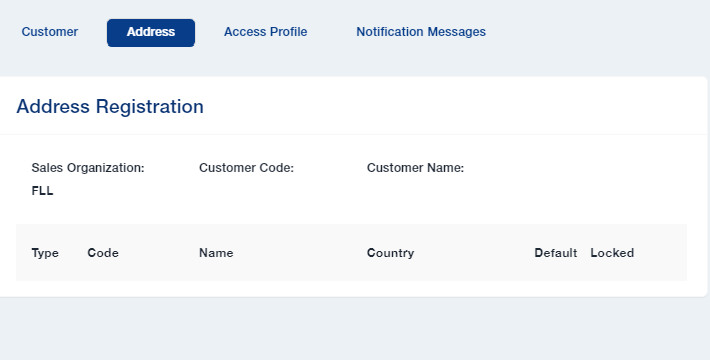 Customer Address Access Profile Notification Messages
Address Registration
Sales Organization: Customer Code: Customer Name:
FLL
Type Code Name Country Default Locked